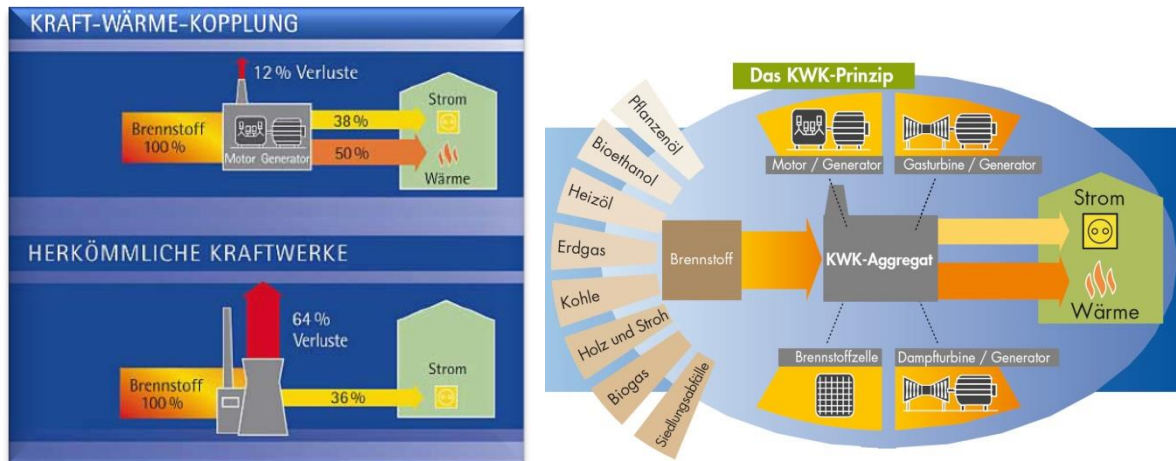 KRAFT-WÄRME-KOPPLUNG
12 % Verluste
Brennstoff
100 %
Motor Generator
38 %
50 %
Strom
Wärme
HERKÖMMLICHE KRAFTWERKE
64 %
Verluste
Brennstoff
100 %
36 %
Strom
Das KWK-Prinzip
Pflanzenöl
Bioethanol
Heizöl
Erdgas
Kohle
Holz und Stroh
Biogas
Siedlungsabfälle
Brennstoff
Motor / Generator
Gasturbine / Generator
KWK-Aggregat
Brennstoffzelle
Dampfturbine / Generator
Strom
Wärme